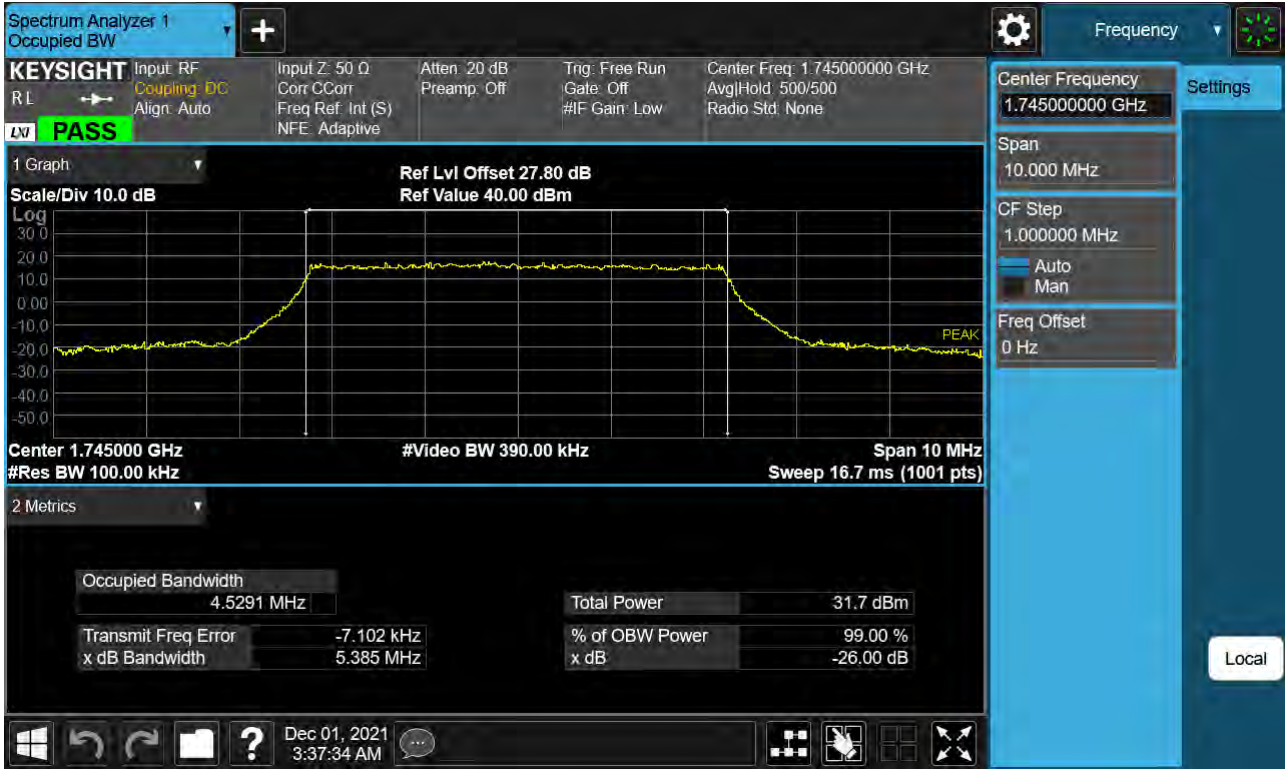 Spectrum Analyzer 1
Occupied BW
Frequency
KEYSIGHT
RL
LXI
PASS
Input: RF
Coupling: DC
Align: Auto
Input Z: 50 Ω
Corr CCorr
Freq Ref: Int (S)
NFE: Adaptive
Atten: 20 dB
Preamp: Off
Trig: Free Run
Gate: Off
#IF Gain: Low
Center Freq: 1.745000000 GHz
Avg|Hold: 500/500
Radio Std: None
1 Graph
Scale/Div 10.0 dB
Ref Lvl Offset 27.80 dB
Ref Value 40.00 dBm
Log
30.0
20.0
10.0
0.00
-10.0
-20.0
-30.0
-40.0
-50.0
PEAK
Center 1.745000 GHz
#Video BW 390.00 kHz
Span 10 MHz
#Res BW 100.00 kHz
Sweep 16.7 ms (1001 pts)
2 Metrics
Occupied Bandwidth
4.5291 MHz
Total Power 31.7 dBm
Transmit Freq Error -7.102 kHz
% of OBW Power 99.00 %
x dB Bandwidth 5.385 MHz
x dB -26.00 dB
Center Frequency
1.745000000 GHz
Settings
Span
10.000 MHz
CF Step
1.000000 MHz
Auto
Man
Freq Offset
0 Hz
Local
?
Dec 01, 2021
3:37:34 AM